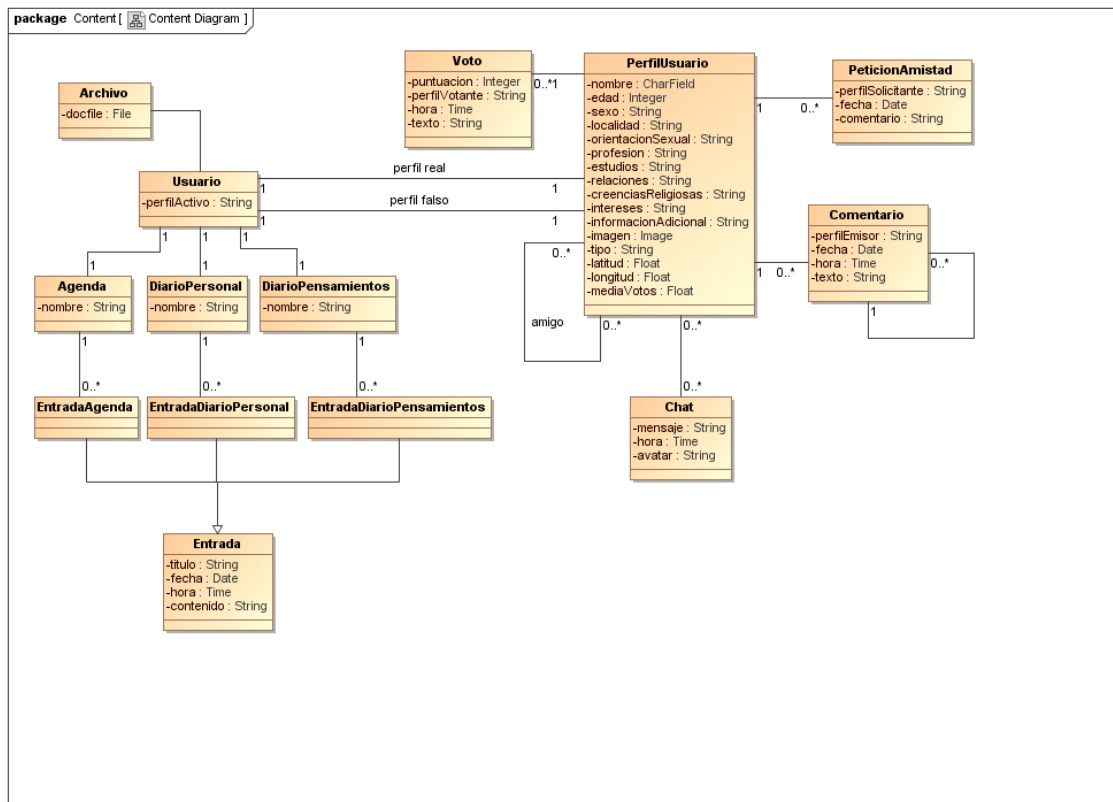 package Content [ Content Diagram ]
Voto
-puntuacion : Integer
-perfilVotante : String
-hora : Time
-texto : String
0..*1
PerfilUsuario
-nombre : CharField
-edad : Integer
-sexo : String
-localidad : String
-orientacionSexual : String
-profesion : String
-estudios : String
-relaciones : String
-creenciasReligiosas : String
-intereses : String
-informacionAdicional : String
-imagen : Image
-tipo : String
-latitud : Float
-longitud : Float
-mediaVotos : Float
PeticionAmistad
-perfilSolicitante : String
-fecha : Date
-comentario : String
1
0..*
Archivo
-docfile : File
Usuario
-perfilActivo : String
perfil real
1
1
perfil falso
1
1
Comentario
-perfilEmisor : String
-fecha : Date
-hora : Time
-texto : String
1
0..*
0..*
1
0..*
amigo
0..*
0..*
1
1
1
1
1
1
Agenda
-nombre : String
DiarioPersonal
-nombre : String
DiarioPensamientos
-nombre : String
1
1
1
0..*
0..*
0..*
0..*
EntradaAgenda
EntradaDiarioPersonal
EntradaDiarioPensamientos
Chat
-mensaje : String
-hora : Time
-avatar : String
Entrada
-título : String
-fecha : Date
-hora : Time
-contenido : String